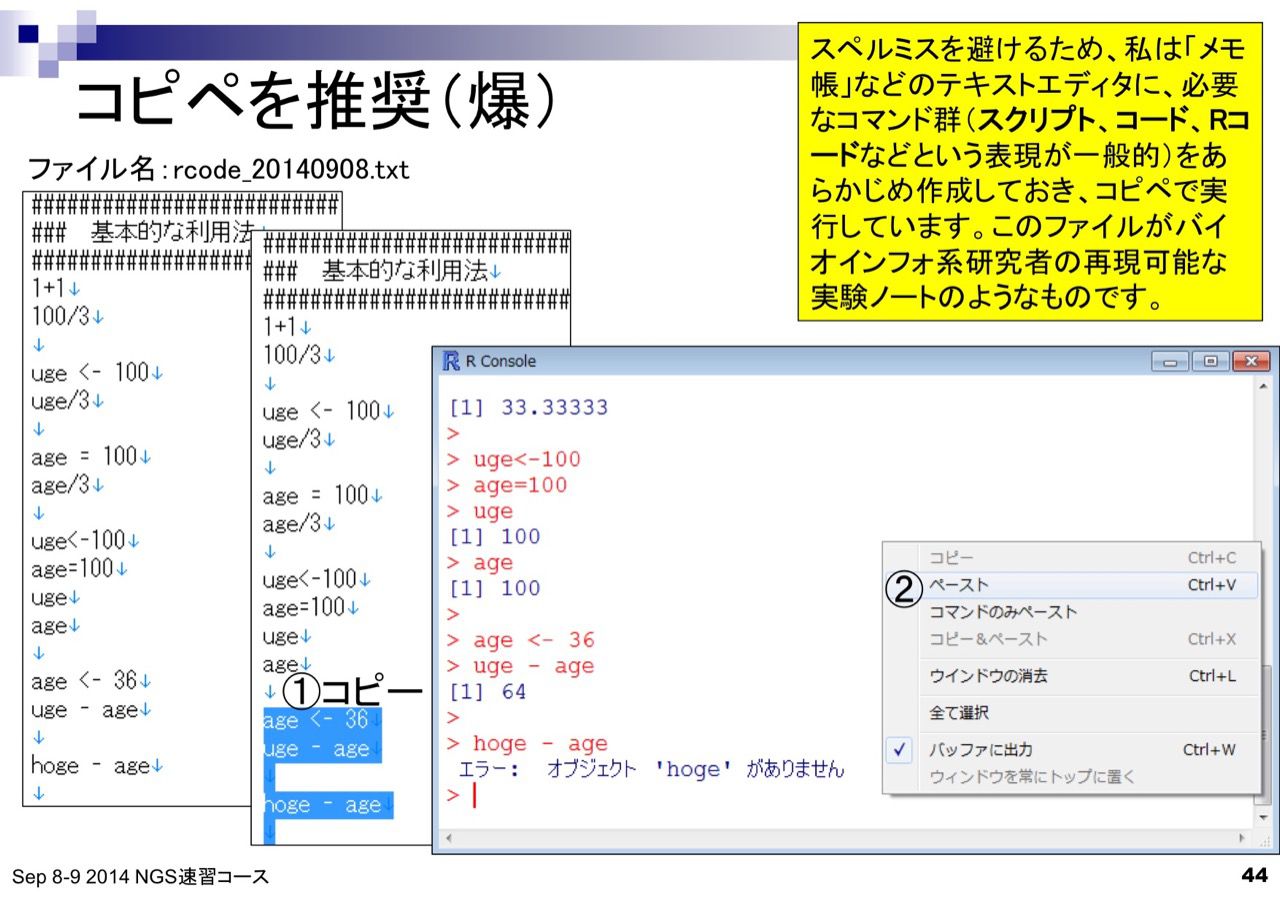 コピペを推奨(爆)
スペルミスを避けるため、私は「メモ
帳」などのテキストエディタに、必要
なコマンド群(スクリプト、コード、Rコ
ードなどという表現が一般的)をあ
らかじめ作成しておき、コピペで実
行しています。このファイルがバイ
オインフォ系研究者の再現可能な
実験ノートのようなものです。
ファイル名:rcode_20140908.txt
##########################
### 基本的な利用法
###################
1+1↓
100/3↓
↓
uge <- 100↓
uge/3↓
↓
age = 100↓
age/3↓
↓
uge<-100↓
age=100↓
uge↓
age↓
↓
age <- 36↓
uge - age↓
↓
hoge - age↓
↓
##########################
### 基本的な利用法↓
##########################
1+1↓
100/3↓
↓
uge <- 100↓
uge/3↓
↓
age = 100↓
age/3↓
↓
uge<-100↓
age=100↓
uge↓
age↓
↓ ①コピー
age <- 36↓
uge - age↓
↓
hoge - age↓
↓
R Console
[1] 33.33333
>
> uge<-100
> age=100
> uge
[1] 100
> age
[1] 100
>
> age <- 36
> uge - age
[1] 64
>
> hoge - age
エラー: オブジェクト 'hoge' がありません
>
コピー Ctrl+C
② ペースト Ctrl+V
コマンドのみペースト
コピー&ペースト Ctrl+X
ウインドウの消去 Ctrl+L
全て選択
✓ バッファに出力 Ctrl+W
ウィンドウを常にトップに置く
Sep 8-9 2014 NGS速習コース
44